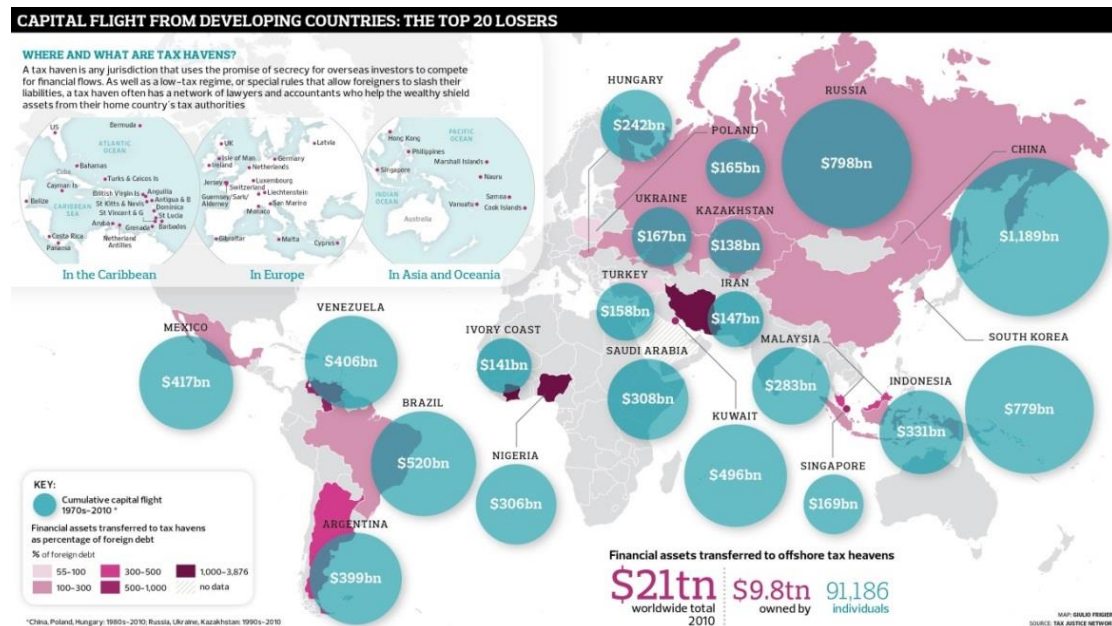 CAPITAL FLIGHT FROM DEVELOPING COUNTRIES: THE TOP 20 LOSERS
WHERE AND WHAT ARE TAX HAVENS?
A tax haven is any jurisdiction that uses the promise of secrecy for overseas investors to compete
for financial flows. As well as a low-tax regime, or special rules that allow foreigners to slash their
liabilities, a tax haven often has a network of lawyers and accountants who help the wealthy shield
assets from their home country's tax authorities
US
Bermude
ATLANTIC
OCEAN
Bahamas
Cuba
Turks & Caicos Is
Cayman Is
British Virgin Is
Anguilla
Belize
CARIBBEAN
SEA
St Kitts & Nevis
Antigua & B
Dominica
St Vincent & G
St Lucie
Aruba
Grenade
Barbades
Costa Rica
Netherland
Antilles
Panama
In the Caribbean
UK
Latvia
Isle of Man
Ireland
Germany
Netherlands
Jersey
Luxembourg
Switzerland
Guernsey/Sark/
Alderney
Liechtenstein
San Marino
Monaco
Gibraltar
Malta
Cyprus
In Europe
Hong Kong
PACIFIC
OCEAN
Philippines
Marshall Islands
Singapore
Nauru
INDIAN
OCEAN
Samoa
Vanuatu
Cook Islands
Australia
In Asia and Oceania
HUNGARY
$242bn
POLAND
$165bn
RUSSIA
$798bn
CHINA
$1,189bn
UKRAINE
$167bn
KAZAKHSTAN
$138bn
TURKEY
$158bn
IRAN
$147bn
SOUTH KOREA
$779bn
MEXICO
$417bn
VENEZUELA
$406bn
IVORY COAST
$141bn
SAUDI ARABIA
$308bn
MALAYSIA
$283bn
INDONESIA
$331bn
BRAZIL
$520bn
NIGERIA
$306bn
KUWAIT
$496bn
SINGAPORE
$169bn
ARGENTINA
$399bn
KEY:
Cumulative capital flight
1970s-2010 *
Financial assets transferred to tax havens
as percentage of foreign debt
% of foreign debt
55-100
300-500
1,000-3,876
100-300
500-1,000
no data
Financial assets transferred to offshore tax heavens
$21tn
worldwide total
2010
$9.8tn
owned by
91,186
individuals
*China, Poland, Hungary: 1980s-2010; Russia, Ukraine, Kazakhstan: 1990s-2010
MAP: GIULIO FRIGIER
SOURCE: TAX JUSTICE NETWOR